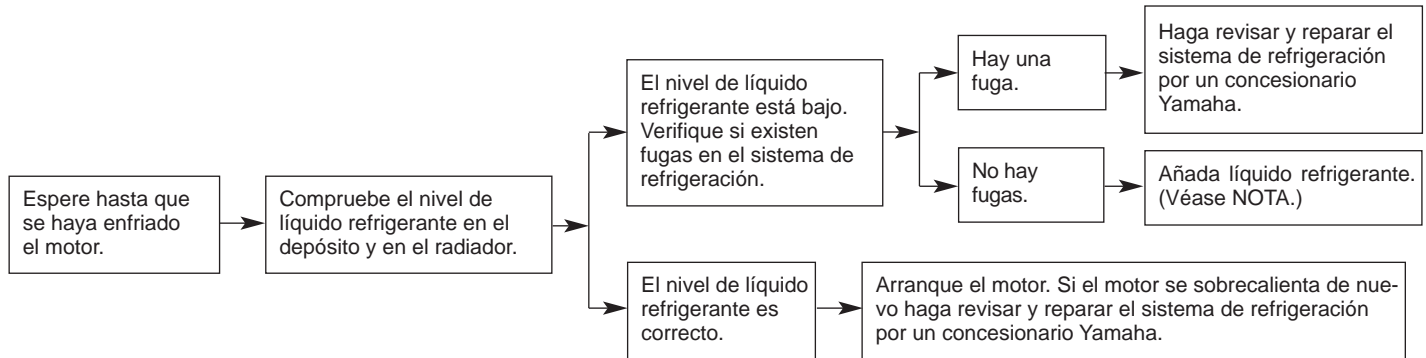 Espere hasta que
se haya enfriado
el motor.
Compruebe el nivel de
líquido refrigerante en el
depósito y en el radiador.
El nivel de líquido
refrigerante está bajo.
Verifique si existen
fugas en el sistema de
refrigeración.
Hay una
fuga.
Haga revisar y reparar el
sistema de refrigeración
por un concesionario
Yamaha.
No hay
fugas.
Añada líquido refrigerante.
(Véase NOTA.)
El nivel de líquido
refrigerante es
correcto.
Arranque el motor. Si el motor se sobrecalienta de nue-
vo haga revisar y reparar el sistema de refrigeración
por un concesionario Yamaha.